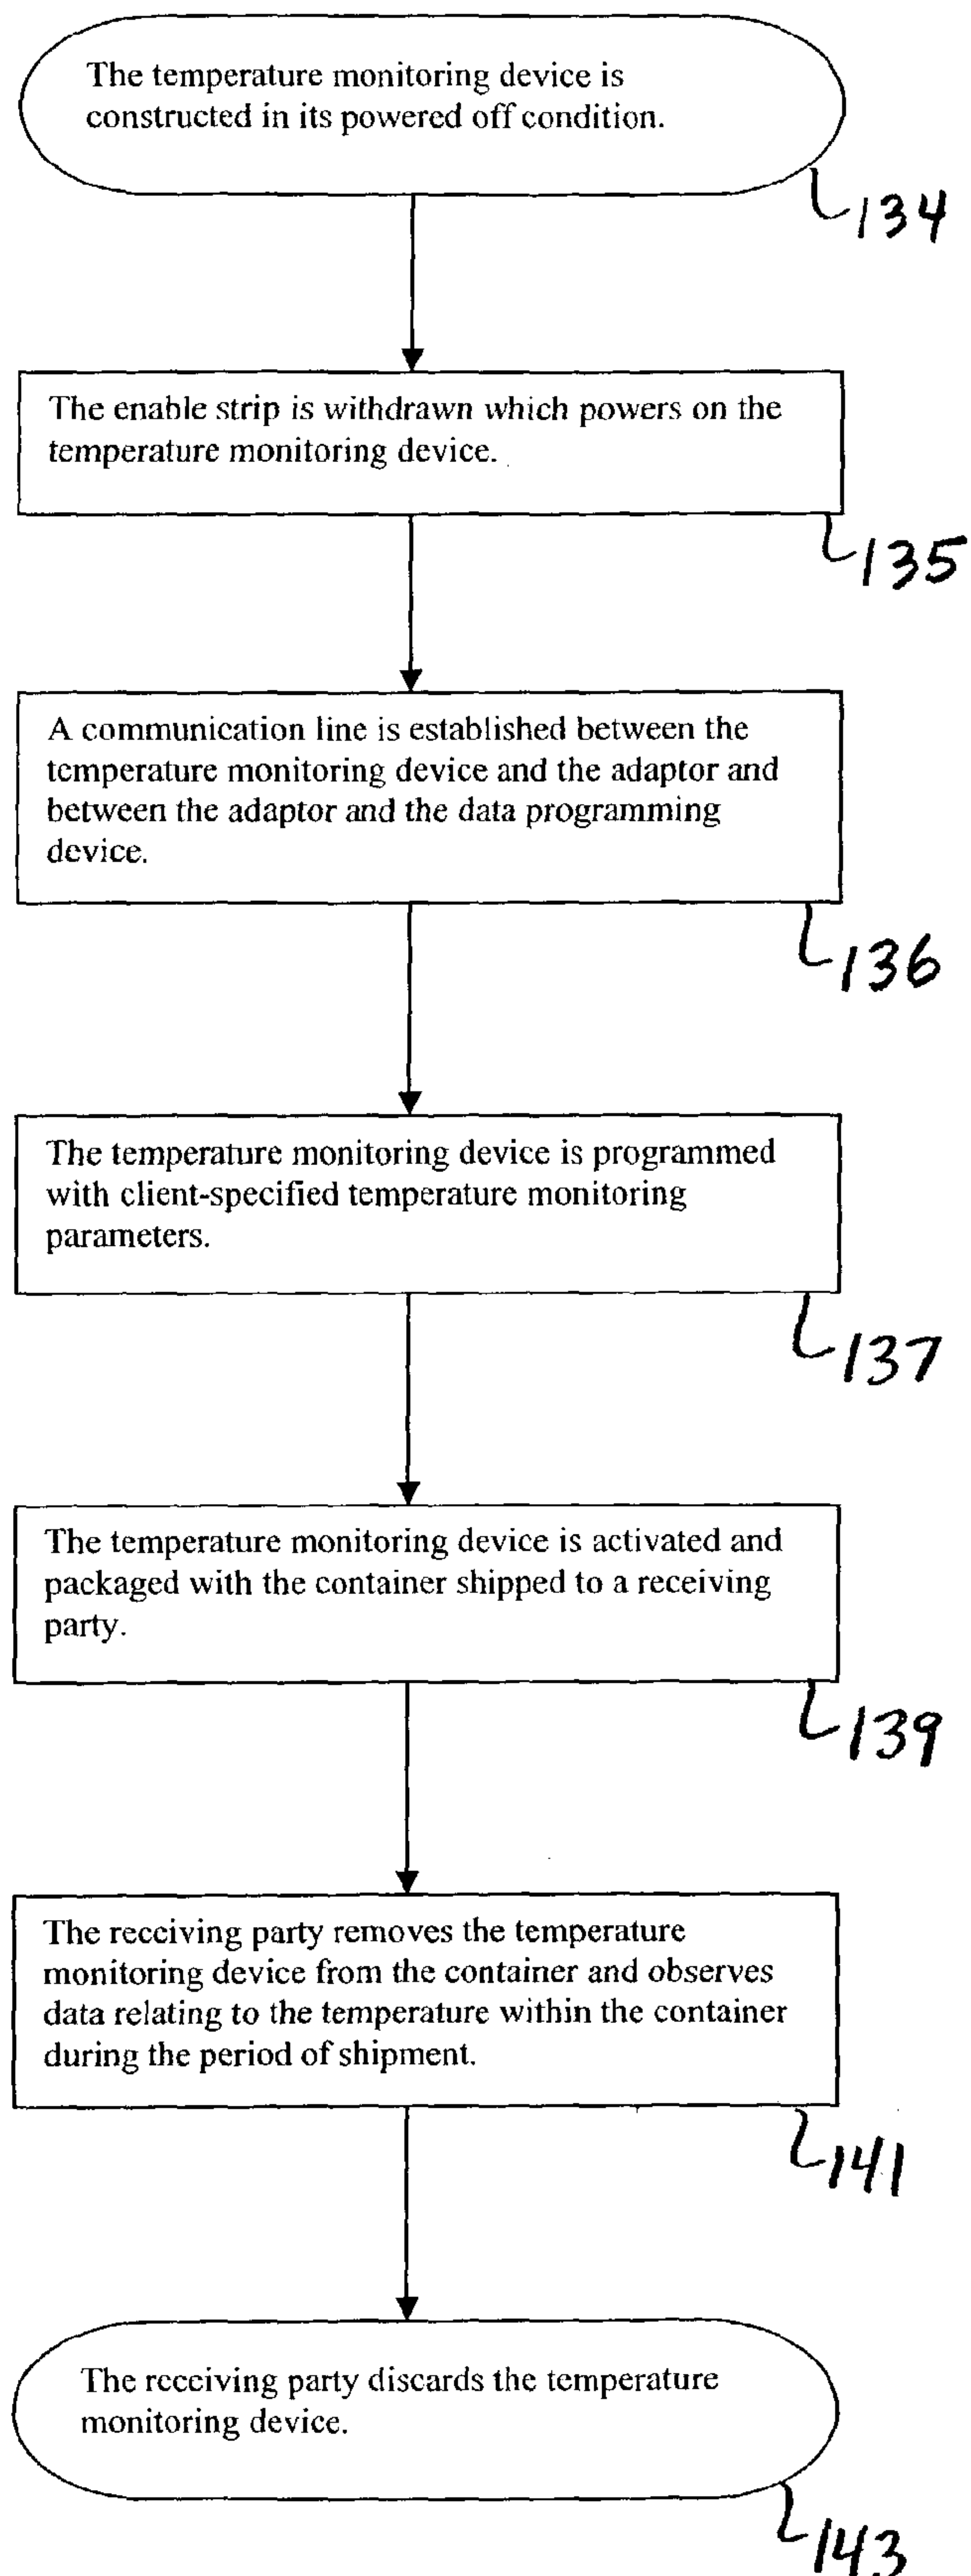 The temperature monitoring device is
constructed in its powered off condition.
134
The enable strip is withdrawn which powers on the
temperature monitoring device.
135
A communication line is established between the
temperature monitoring device and the adaptor and
between the adaptor and the data programming
device.
136
The temperature monitoring device is programmed
with client-specified temperature monitoring
parameters.
137
The temperature monitoring device is activated and
packaged with the container shipped to a receiving
party.
139
The receiving party removes the temperature
monitoring device from the container and observes
data relating to the temperature within the container
during the period of shipment.
141
The receiving party discards the temperature
monitoring device.
143